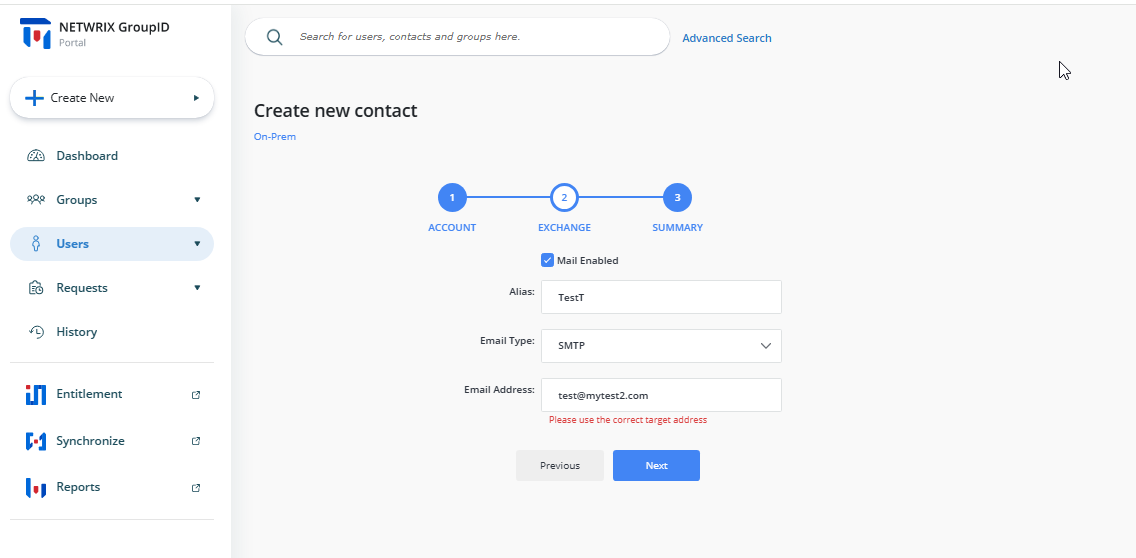 NETWRIX GroupID
Portal
Search for users, contacts and groups here.
Advanced Search
Create New
Dashboard
Groups
Users
Requests
History
Entitlement
Synchronize
Reports
Create new contact
On-Prem
1 2 3
ACCOUNT EXCHANGE SUMMARY
Mail Enabled
Alias: TestT
Email Type: SMTP
Email Address: test@mytest2.com
Please use the correct target address
Previous Next